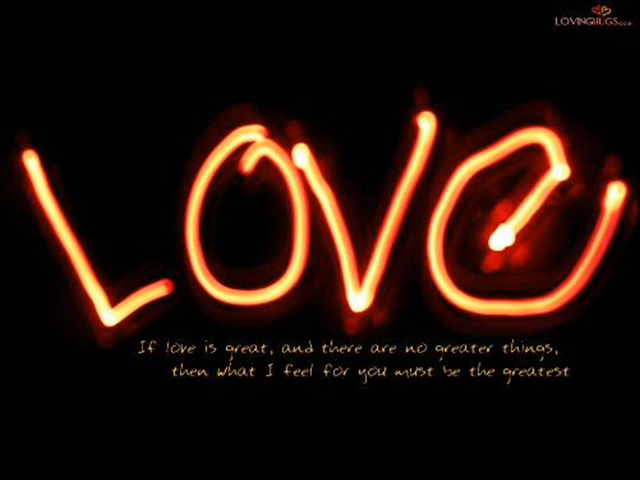 LOVINGHUGS.com
LOVe
If love is great, and there are no greater things,
then what I feel for you must be the greatest